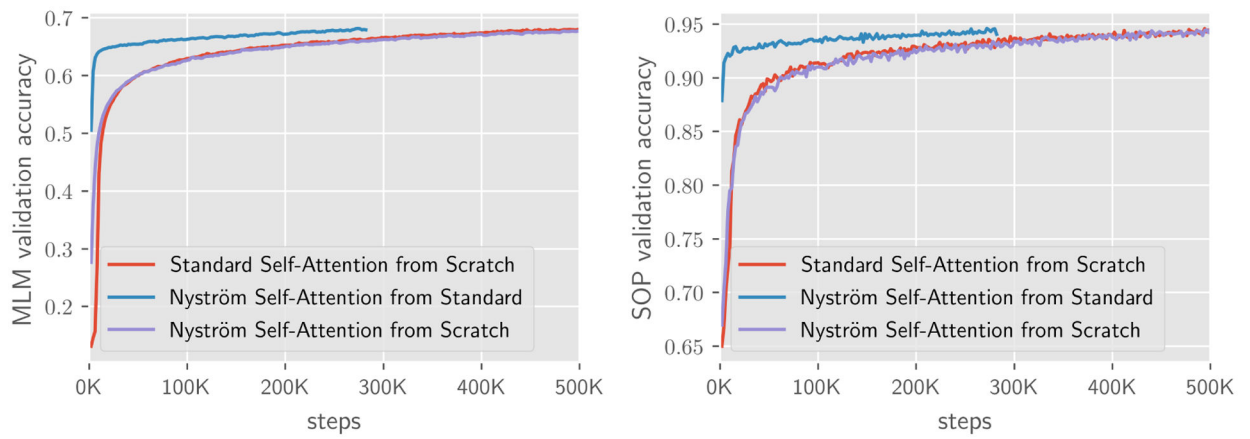 0.7
0.6
0.5
0.4
0.3
0.2
MLM validation accuracy
Standard Self-Attention from Scratch
Nyström Self-Attention from Standard
Nyström Self-Attention from Scratch
0K 100K 200K 300K 400K 500K
steps
0.95
0.90
0.85
0.80
0.75
0.70
0.65
SOP validation accuracy
Standard Self-Attention from Scratch
Nyström Self-Attention from Standard
Nyström Self-Attention from Scratch
0K 100K 200K 300K 400K 500K
steps